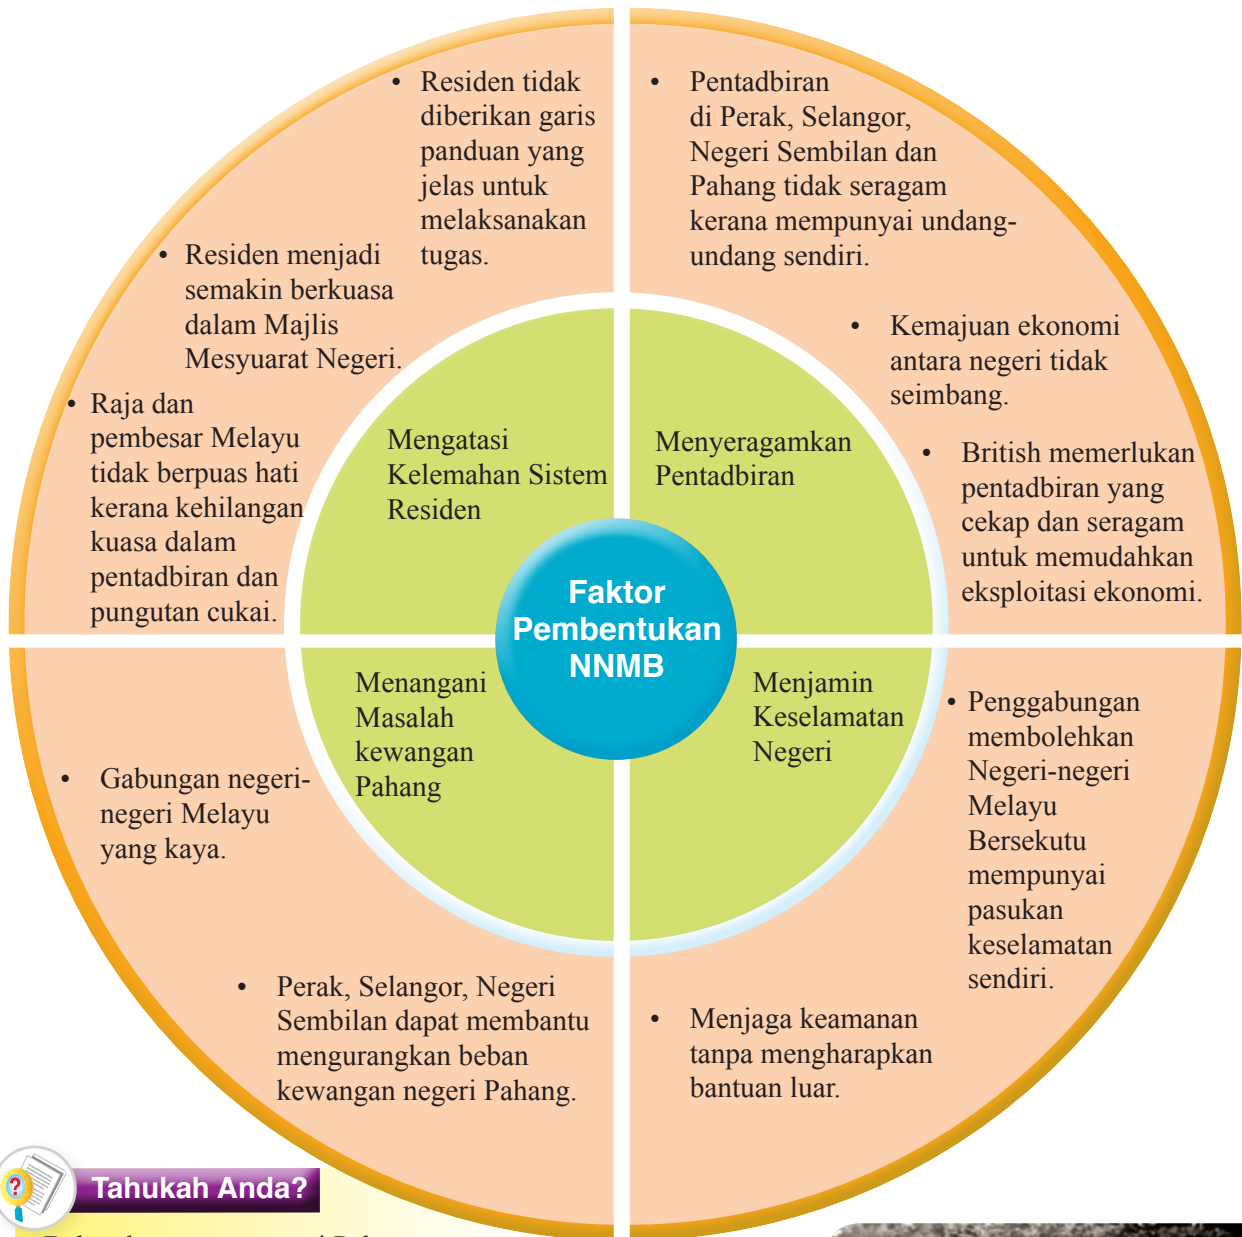 • Residen tidak
diberikan garis
panduan yang
jelas untuk
melaksanakan
tugas.
• Residen menjadi
semakin berkuasa
dalam Majlis
Mesyuarat Negeri.
• Raja dan
pembesar Melayu
tidak berpuas hati
kerana kehilangan
kuasa dalam
pentadbiran dan
pungutan cukai.
Mengatasi
Kelemahan Sistem
Residen
• Pentadbiran
di Perak, Selangor,
Negeri Sembilan dan
Pahang tidak seragam
kerana mempunyai undang-
undang sendiri.
• Kemajuan ekonomi
antara negeri tidak
seimbang.
• British memerlukan
pentadbiran yang
cekap dan seragam
untuk memudahkan
eksploitasi ekonomi.
Menyeragamkan
Pentadbiran
Faktor
Pembentukan
NNMB
Menangani
Masalah
kewangan
Pahang
• Gabungan negeri-
negeri Melayu
yang kaya.
• Perak, Selangor, Negeri
Sembilan dapat membantu
mengurangkan beban
kewangan negeri Pahang.
Menjamin
Keselamatan
Negeri
• Penggabungan
membolehkan
Negeri-negeri
Melayu
Bersekutu
mempunyai
pasukan
keselamatan
sendiri.
• Menjaga keamanan
tanpa mengharapkan
bantuan luar.
?
Tahukah Anda?